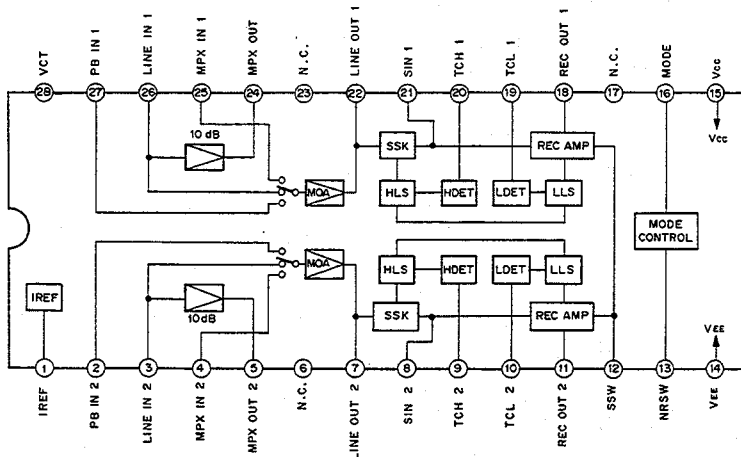 VCT
PB IN 1
LINE IN 1
MPX IN 1
MPX OUT
N.C.
LINE OUT 1
SIN 1
TCH 1
TCL 1
REC OUT 1
N.C.
MODE
Vcc
28
27
26
25
24
23
22
21
20
19
18
17
16
15
Vcc
10 dB
SSK
REC AMP
MOA
HLS
HDET
LDET
LLS
MODE
CONTROL
MOA
HLS
HDET
LDET
LLS
IREF
10dB
SSK
REC AMP
VEE
1
2
3
4
5
6
7
8
9
10
11
12
13
14
IREF
PB IN 2
LINE IN 2
MPX IN 2
MPX OUT 2
N.C.
LINE OUT 2
SIN 2
TCH 2
TCL 2
REC OUT 2
SSW
NRSW
VEE